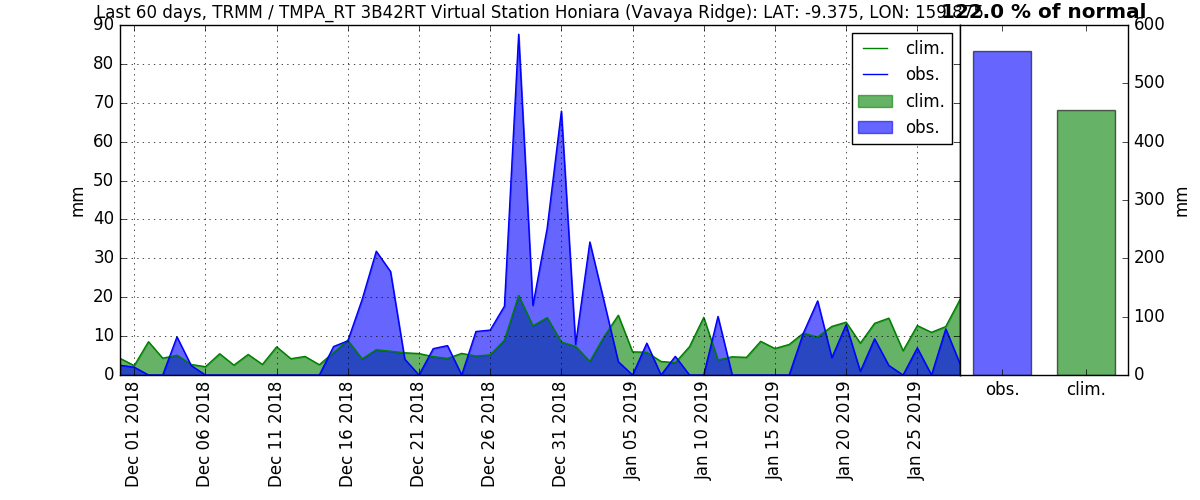 Last 60 days, TRMM / TMPA_RT 3B42RT Virtual Station Honiara (Vavaya Ridge): LAT: -9.375, LON:
122.0 % of normal
90
80
70
60
50
40
30
20
10
0
mm
clim.
obs.
clim.
obs.
600
500
400
300
200
100
0
mm
obs.
clim.
Dec 01 2018
Dec 06 2018
Dec 11 2018
Dec 16 2018
Dec 21 2018
Dec 26 2018
Dec 31 2018
Jan 05 2019
Jan 10 2019
Jan 15 2019
Jan 20 2019
Jan 25 2019